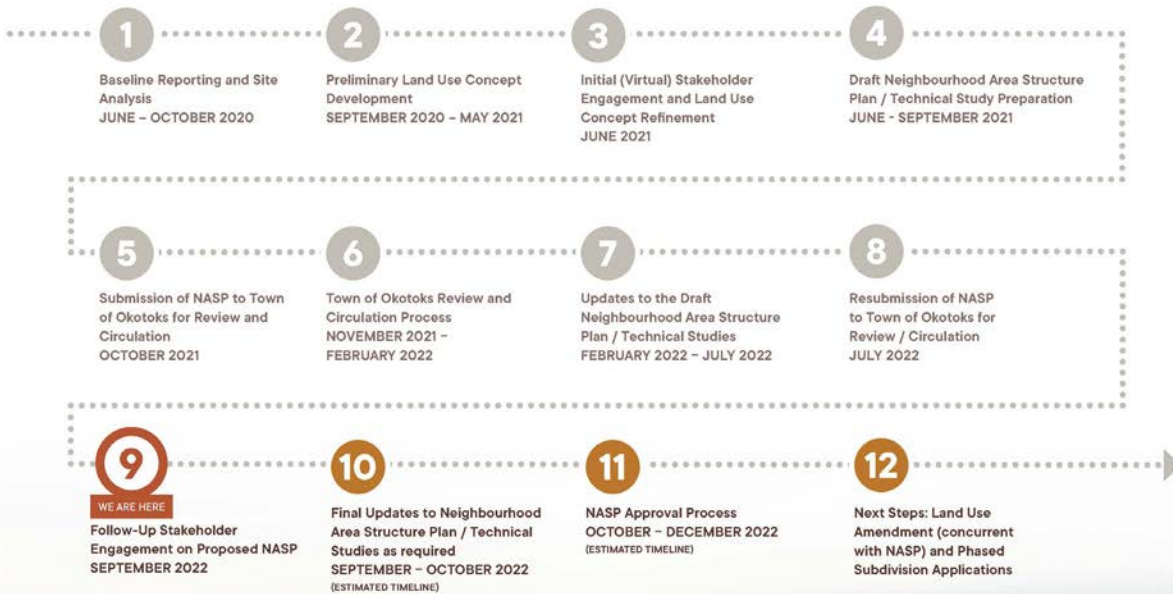 1
Baseline Reporting and Site
Analysis
JUNE – OCTOBER 2020
2
Preliminary Land Use Concept
Development
SEPTEMBER 2020 – MAY 2021
3
Initial (Virtual) Stakeholder
Engagement and Land Use
Concept Refinement
JUNE 2021
4
Draft Neighbourhood Area Structure
Plan / Technical Study Preparation
JUNE - SEPTEMBER 2021
5
Submission of NASP to Town
of Okotoks for Review and
Circulation
OCTOBER 2021
6
Town of Okotoks Review and
Circulation Process
NOVEMBER 2021 –
FEBRUARY 2022
7
Updates to the Draft
Neighbourhood Area Structure
Plan / Technical Studies
FEBRUARY 2022 – JULY 2022
8
Resubmission of NASP
to Town of Okotoks for
Review / Circulation
JULY 2022
9
WE ARE HERE
Follow-Up Stakeholder
Engagement on Proposed NASP
SEPTEMBER 2022
10
Final Updates to Neighbourhood
Area Structure Plan / Technical
Studies as required
SEPTEMBER – OCTOBER 2022
(ESTIMATED TIMELINE)
11
NASP Approval Process
OCTOBER – DECEMBER 2022
(ESTIMATED TIMELINE)
12
Next Steps: Land Use
Amendment (concurrent
with NASP) and Phased
Subdivision Applications